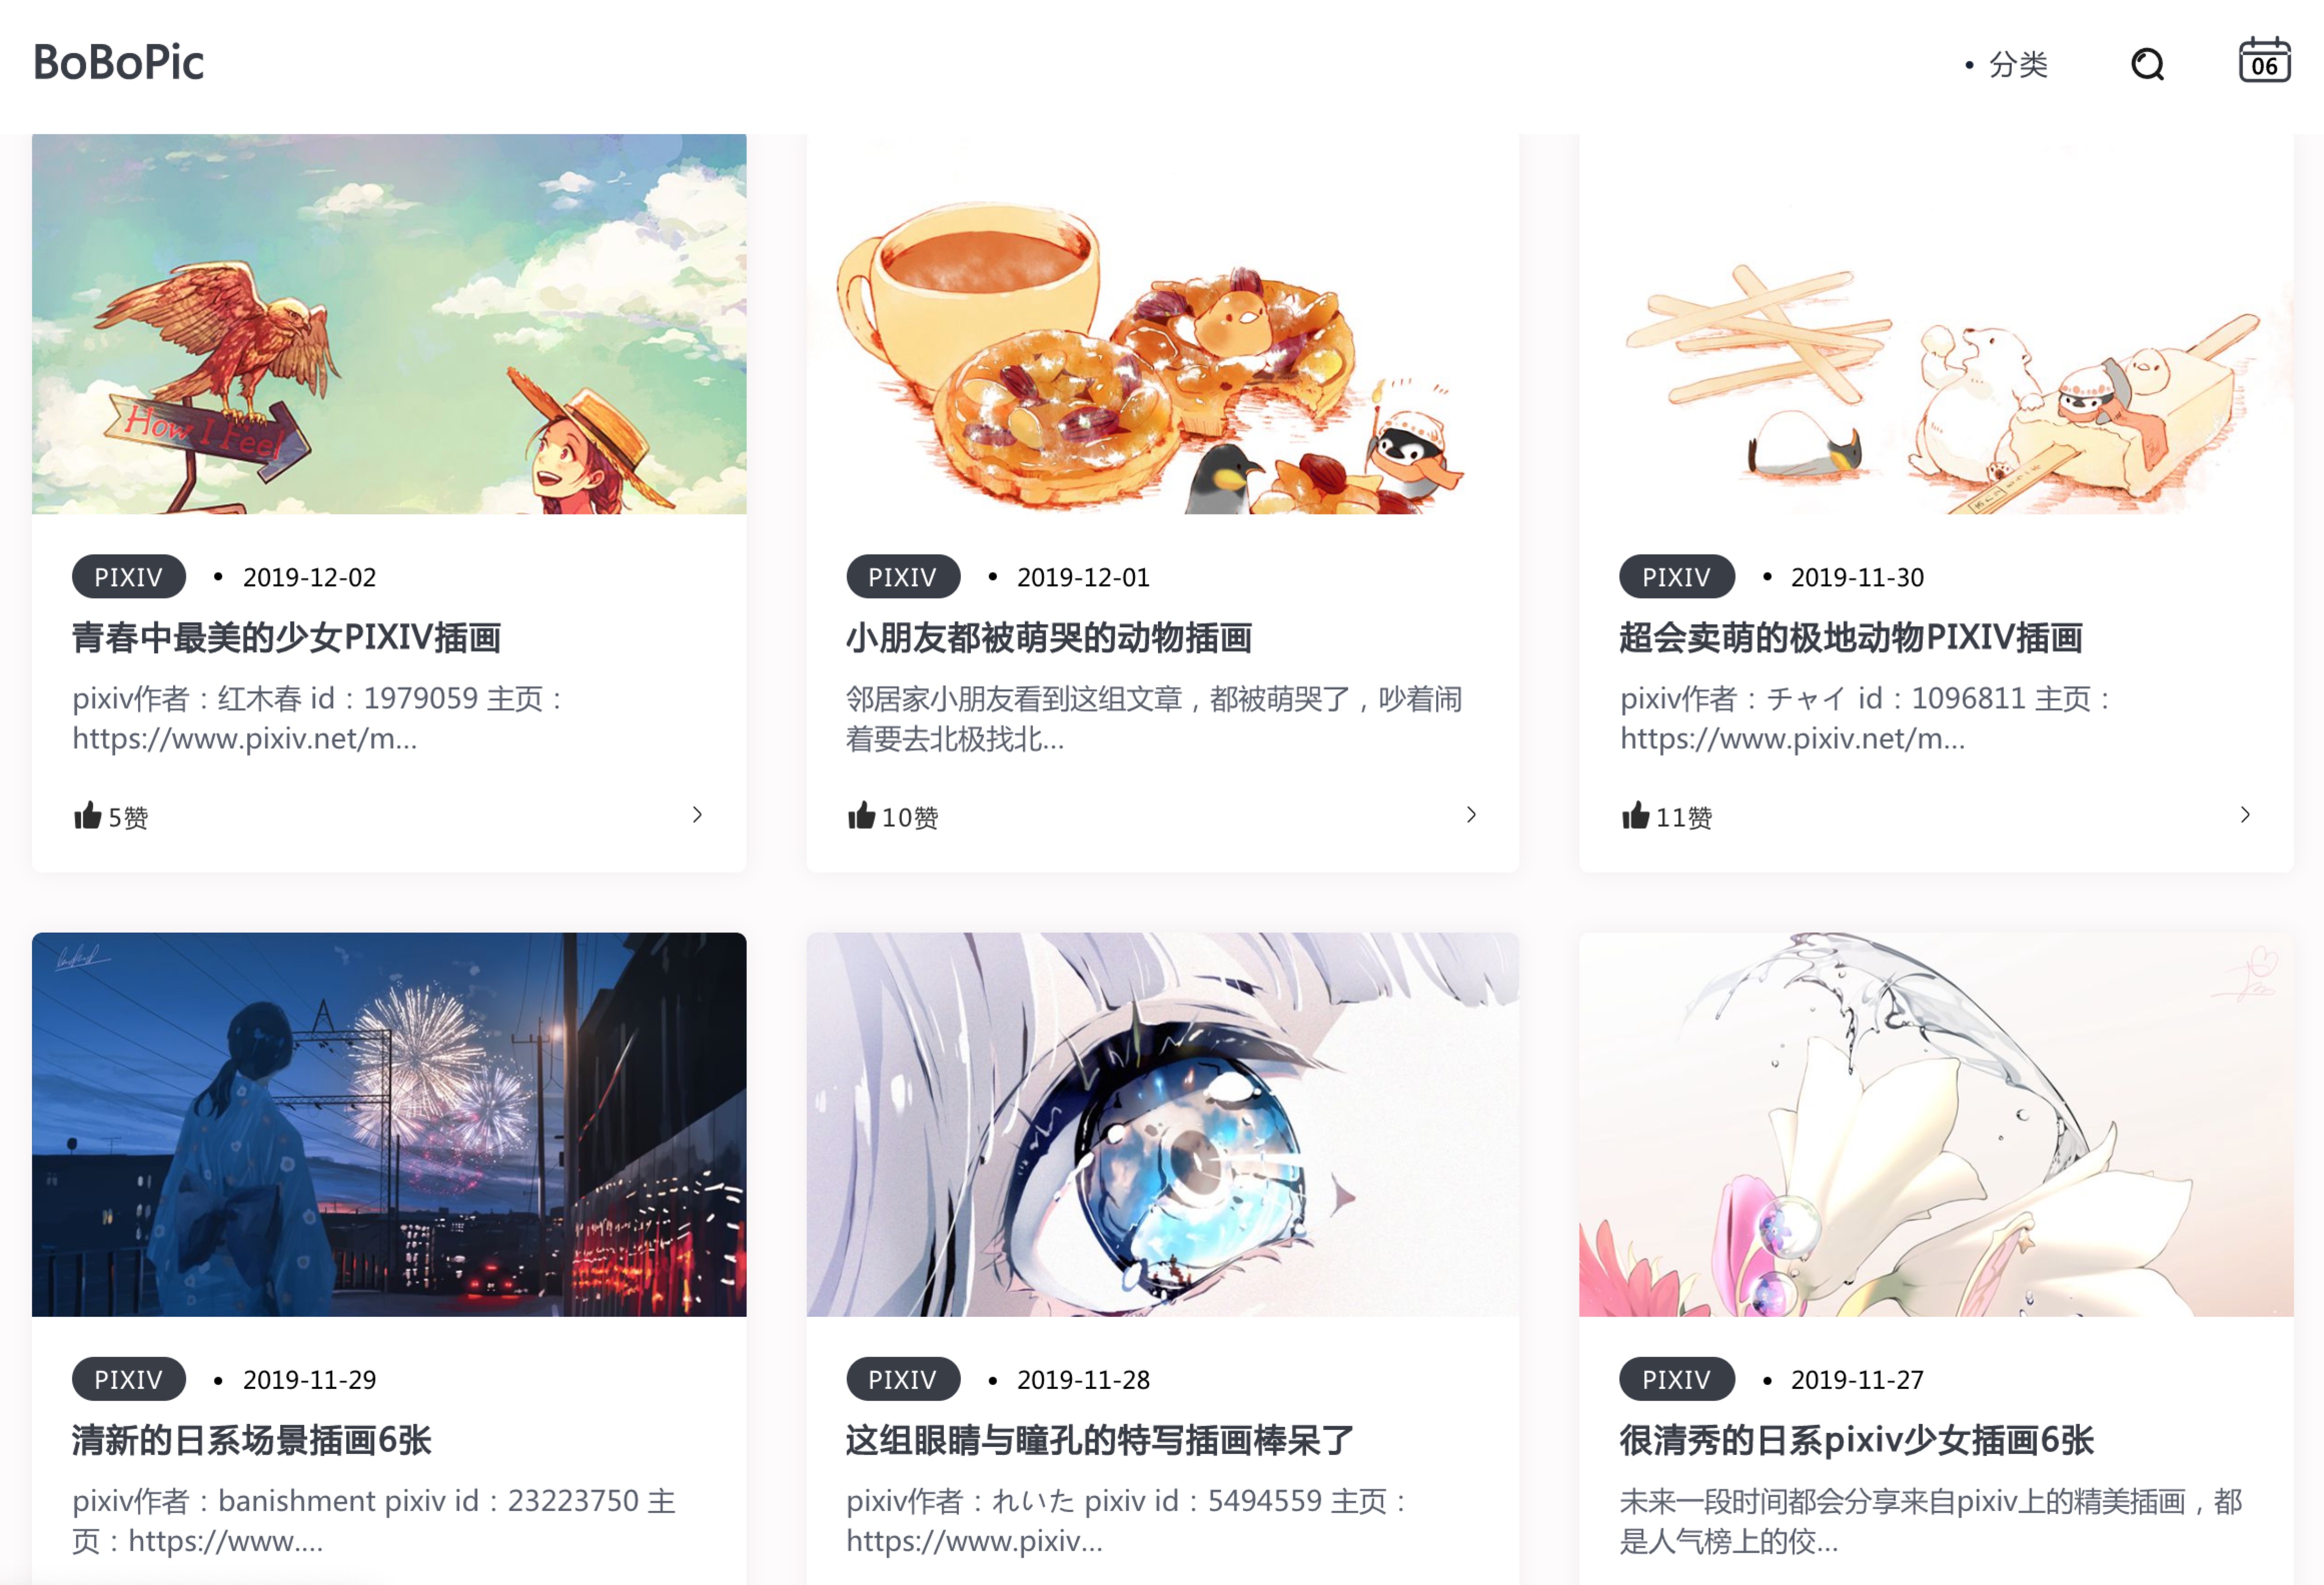 BoBoPic
• 分类
06
How I Feel
PIXIV • 2019-12-02
青春中最美的少女PIXIV插画
pixiv作者：红木春 id：1979059 主页：
https://www.pixiv.net/m...
5赞
PIXIV • 2019-12-01
小朋友都被萌哭的动物插画
邻居家小朋友看到这组文章，都被萌哭了，吵着闹
着要去北极找北...
10赞
PIXIV • 2019-11-30
超会卖萌的极地动物PIXIV插画
pixiv作者：チャイ id：1096811 主页：
https://www.pixiv.net/m...
11赞
PIXIV • 2019-11-29
清新的日系场景插画6张
pixiv作者：banishment pixiv id：23223750 主
页：https://www....
PIXIV • 2019-11-28
这组眼睛与瞳孔的特写插画棒呆了
pixiv作者：れいた pixiv id：5494559 主页：
https://www.pixiv...
PIXIV • 2019-11-27
很清秀的日系pixiv少女插画6张
未来一段时间都会分享来自pixiv上的精美插画，都
是人气榜上的佼...